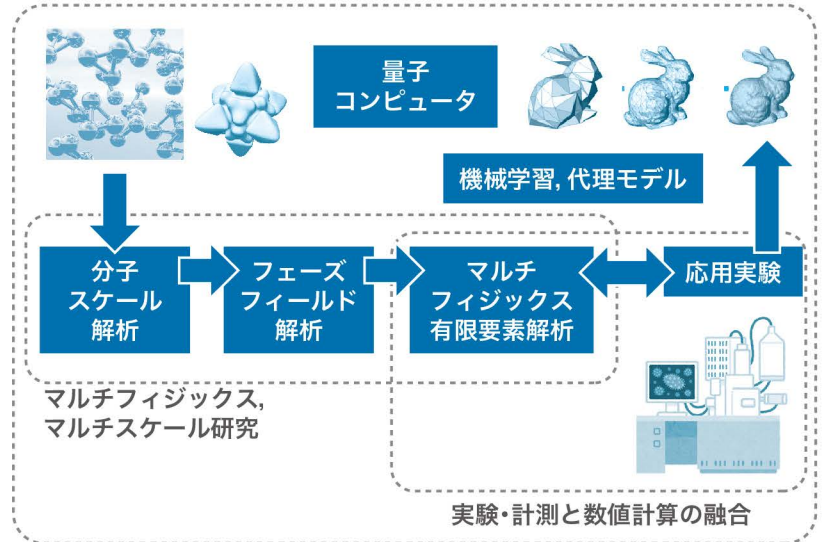 量子
コンピュータ
機械学習, 代理モデル
分子
スケール
解析
フェーズ
フィールド
解析
マルチ
フィジックス
有限要素解析
応用実験
マルチフィジックス,
マルチスケール研究
実験・計測と数値計算の融合